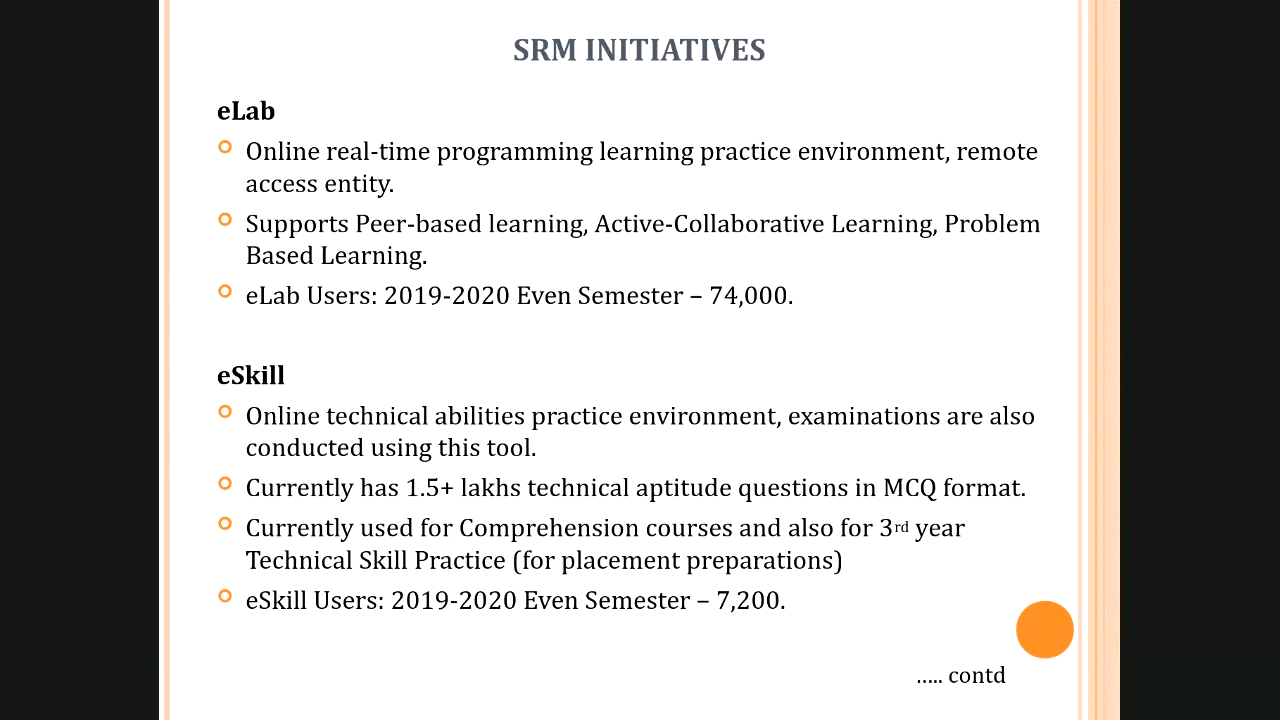 SRM INITIATIVES
eLab
Online real-time programming learning practice environment, remote
access entity.
Supports Peer-based learning, Active-Collaborative Learning, Problem
Based Learning.
eLab Users: 2019-2020 Even Semester – 74,000.
eSkill
Online technical abilities practice environment, examinations are also
conducted using this tool.
Currently has 1.5+ lakhs technical aptitude questions in MCQ format.
Currently used for Comprehension courses and also for 3rd year
Technical Skill Practice (for placement preparations)
eSkill Users: 2019-2020 Even Semester – 7,200.
….. contd